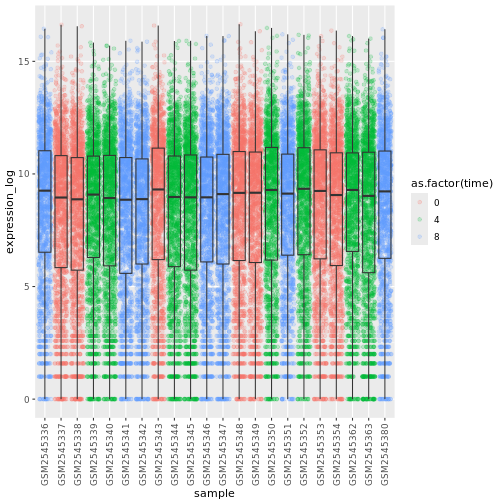 expression_log
15
10
5
0
GSM2545336
GSM2545337
GSM2545338
GSM2545339
GSM2545340
GSM2545341
GSM2545342
GSM2545343
GSM2545344
GSM2545345
GSM2545346
GSM2545347
GSM2545348
GSM2545349
GSM2545350
GSM2545351
GSM2545352
GSM2545353
GSM2545354
GSM2545362
GSM2545363
GSM2545380
sample
as.factor(time)
0
4
8